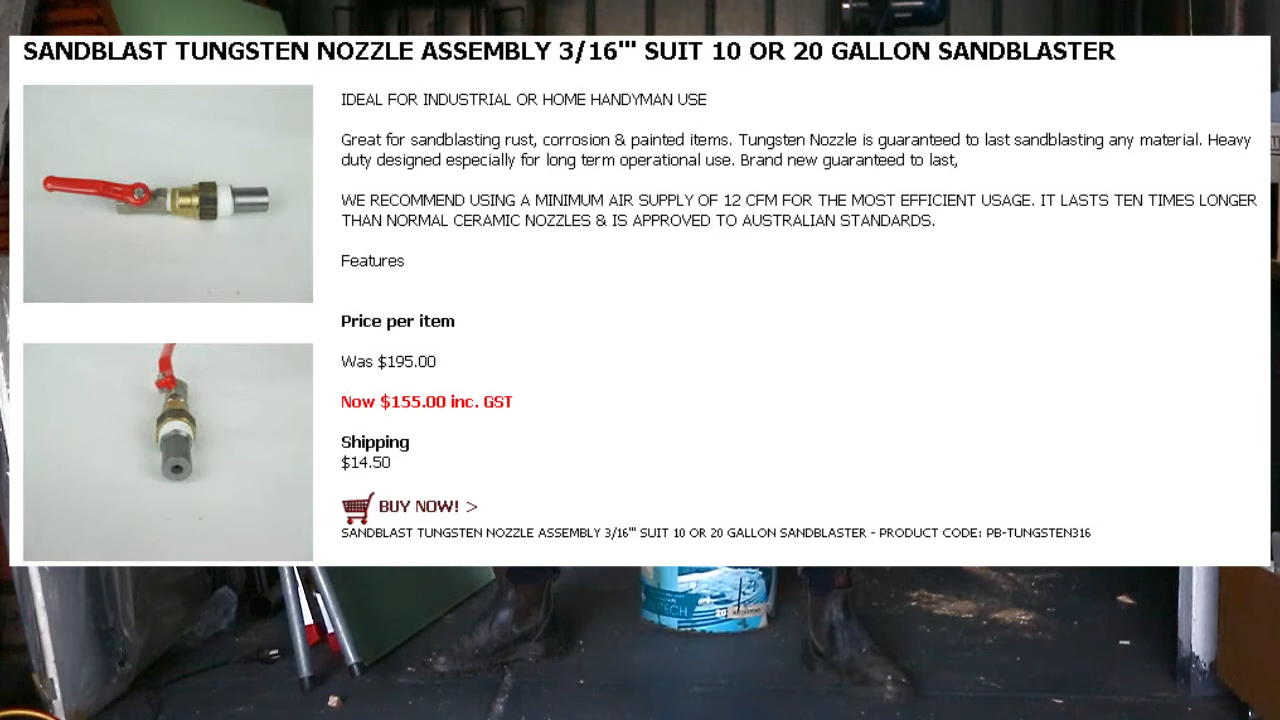 SANDBLAST TUNGSTEN NOZZLE ASSEMBLY 3/16"' SUIT 10 OR 20 GALLON SANDBLASTER
IDEAL FOR INDUSTRIAL OR HOME HANDYMAN USE
Great for sandblasting rust, corrosion & painted items. Tungsten Nozzle is guaranteed to last sandblasting any material. Heavy
duty designed especially for long term operational use. Brand new guaranteed to last,
WE RECOMMEND USING A MINIMUM AIR SUPPLY OF 12 CFM FOR THE MOST EFFICIENT USAGE. IT LASTS TEN TIMES LONGER
THAN NORMAL CERAMIC NOZZLES & IS APPROVED TO AUSTRALIAN STANDARDS.
Features
Price per item
Was $195.00
Now $155.00 inc. GST
Shipping
$14.50
BUY NOW! >
SANDBLAST TUNGSTEN NOZZLE ASSEMBLY 3/16"' SUIT 10 OR 20 GALLON SANDBLASTER - PRODUCT CODE: PB-TUNGSTEN316